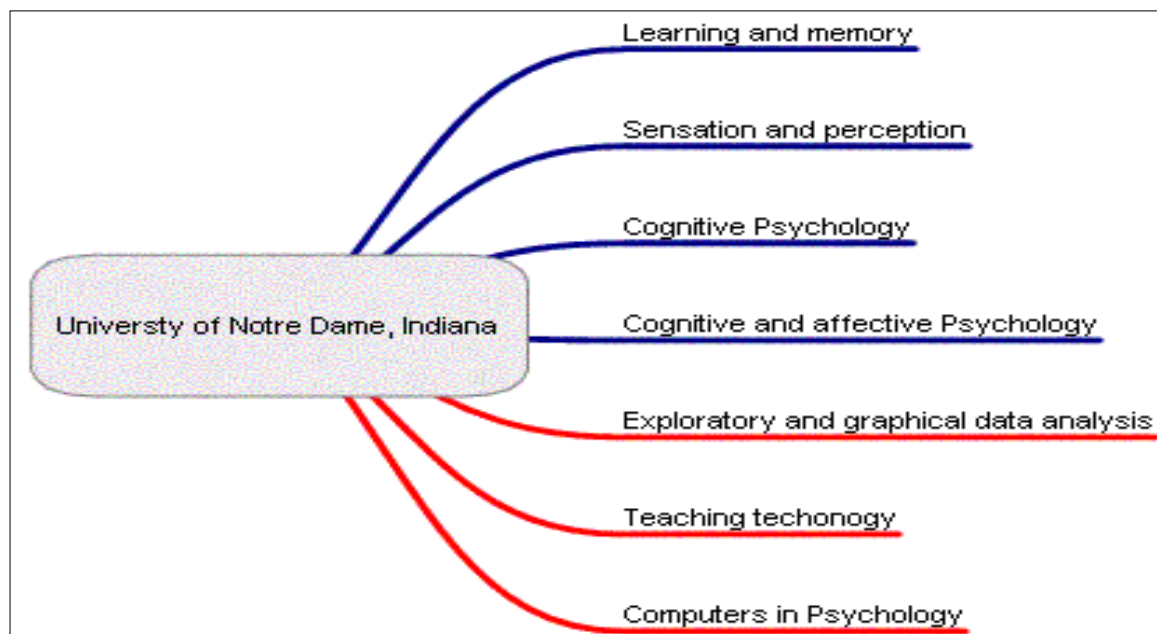 Learning and memory
Sensation and perception
Cognitive Psychology
Universty of Notre Dame, Indiana
Cognitive and affective Psychology
Exploratory and graphical data analysis
Teaching techonogy
Computers in Psychology